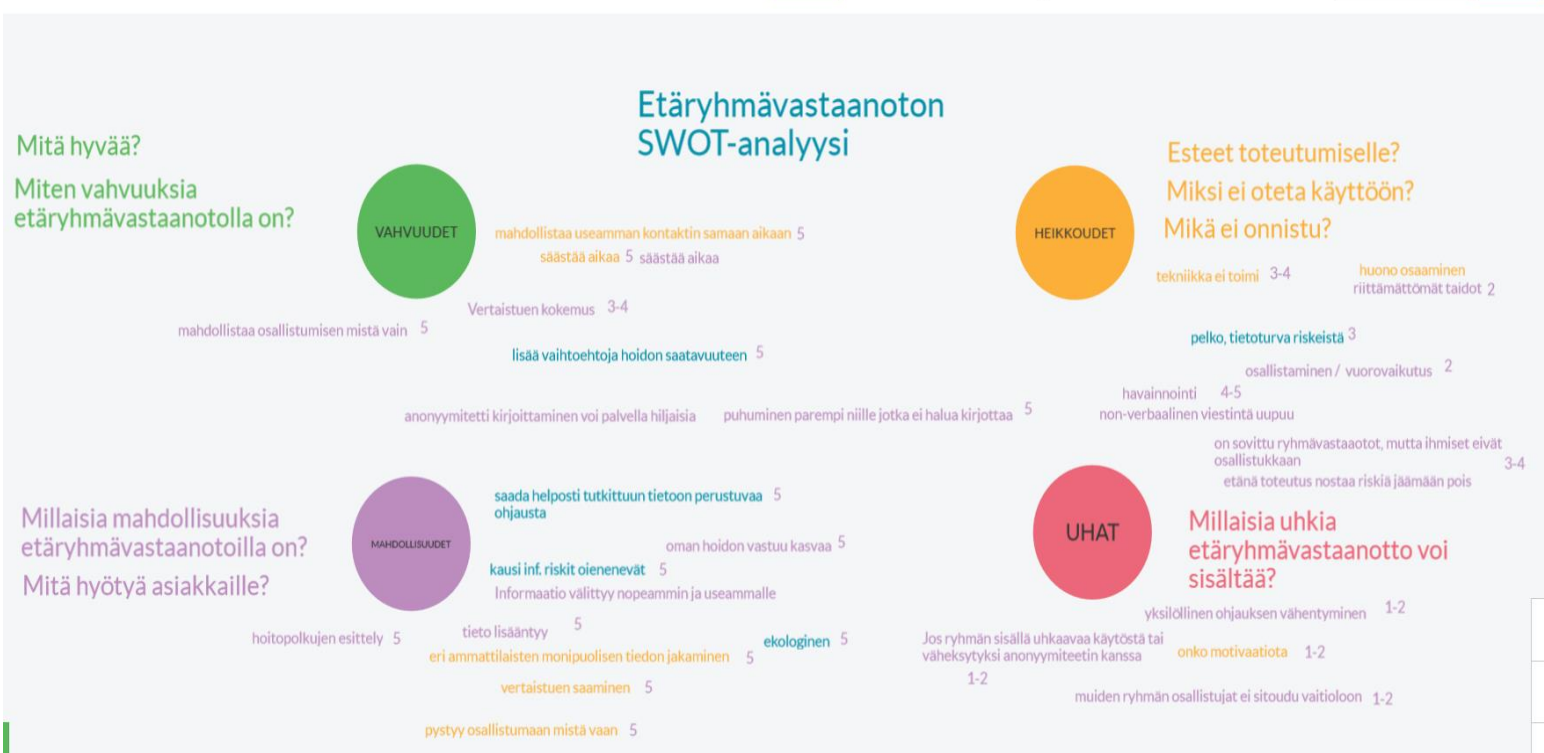 Etäryhmävastaanoton
SWOT-analyysi
Mitä hyvää?
Miten vahvuuksia
etäryhmävastaanotolla on?
VAHVUUDET
mahdollistaa useamman kontaktin samaan aikaan 5
säästää aikaa 5 säästää aikaa
Vertaistuen kokemus 3-4
mahdollistaa osallistumisen mistä vain 5
lisää vaihtoehtoja hoidon saatavuuteen 5
anonyymitetti kirjoittaminen voi palvella hiljaisia
puhuminen parempi niille jotka ei halua kirjottaa 5
Esteet toteutumiselle?
Miksi ei oteta käyttöön?
Mikä ei onnistu?
HEIKKOUDET
tekniikka ei toimi 3-4
huono osaaminen
riittämättömät taidot 2
pelko, tietoturva riskeistä 3
osallistaminen / vuorovaikutus 2
havainnointi 4-5
non-verbaalinen viestintä uupuu
on sovittu ryhmävastaaotot, mutta ihmiset eivät
osallistukkaan 3-4
etänä toteutus nostaa riskiä jäämään pois
Millaisia mahdollisuuksia
etäryhmävastaanotoilla on?
Mitä hyötyä asiakkaille?
MAHDOLLISUUDET
saada helposti tutkittuun tietoon perustuvaa 5
ohjausta
oman hoidon vastuu kasvaa 5
kausi inf. riskit oienenevät 5
Informaatio välittyy nopeammin ja useammalle
5
tieto lisääntyy
hoitopolkujen esittely 5
ekologinen 5
eri ammattilaisten monipuolisen tiedon jakaminen 5
vertaistuen saaminen 5
pystyy osallistumaan mistä vaan 5
UHAT
Millaisia uhkia
etäryhmävastaanotto voi
sisältää?
yksilöllinen ohjauksen vähentyminen 1-2
Jos ryhmän sisällä uhkaavaa käytöstä tai
väheksytyksi anonymiteetin kanssa
1-2
onko motivaatiota 1-2
muiden ryhmän osallistujat ei sitoudu vaitioloon 1-2